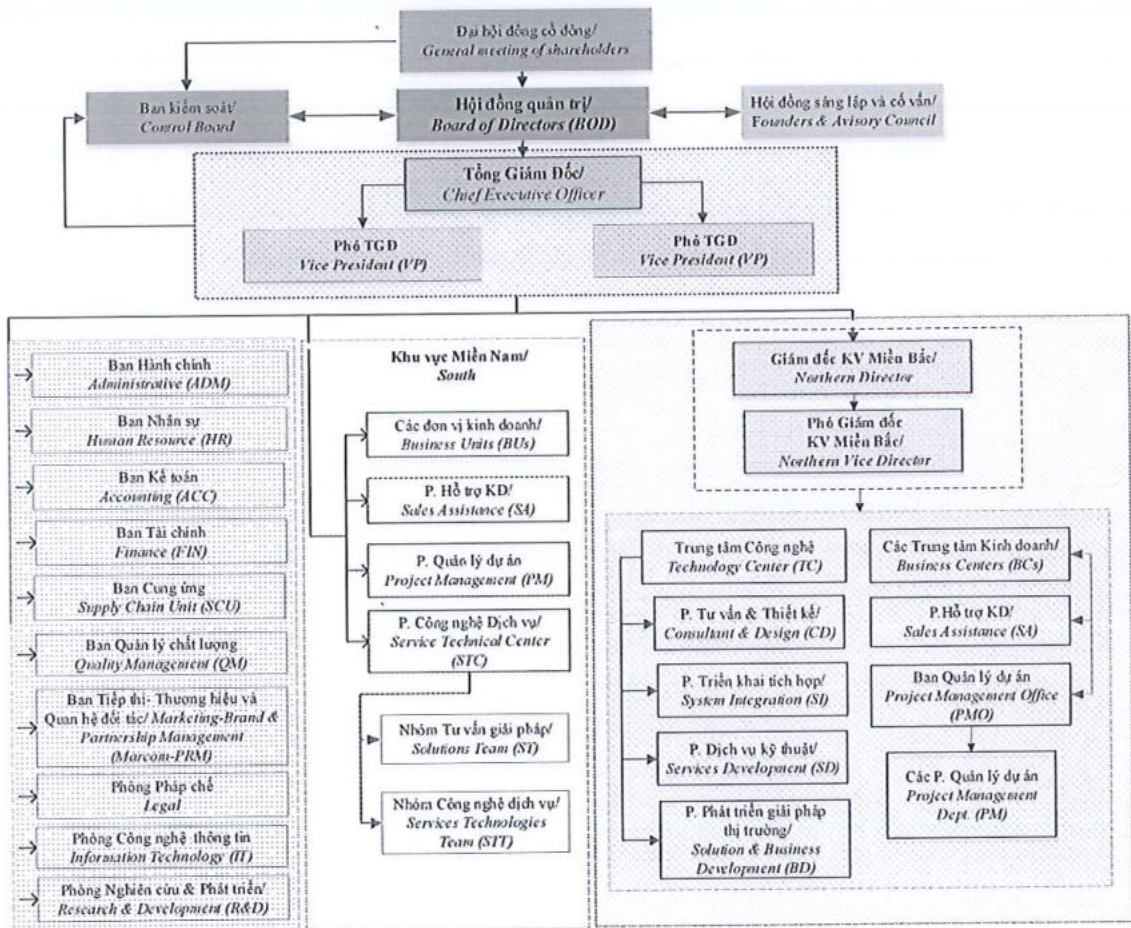 Đại hội đồng cổ đông/
General meeting of shareholders
Ban kiểm soát/
Control Board
Hội đồng quản trị/
Board of Directors (BOD)
Hội đồng sáng lập và cố vấn/
Founders & Avisory Council
Tổng Giám Đốc/
Chief Executive Officer
Phó TGĐ
Vice President (VP)
Phó TGĐ
Vice President (VP)
Ban Hành chính
Administrative (ADM)
Ban Nhân sự
Human Resource (HR)
Ban Kế toán
Accounting (ACC)
Ban Tài chính
Finance (FIN)
Ban Cung ứng
Supply Chain Unit (SCU)
Ban Quản lý chất lượng
Quality Management (QM)
Ban Tiếp thị- Thương hiệu và
Quan hệ đối tác/ Marketing-Brand &
Partnership Management
(Marcom-PRM)
Phòng Pháp chế
Legal
Phòng Công nghệ thông tin
Information Technology (IT)
Phòng Nghiên cứu & Phát triển/
Research & Development (R&D)
Khu vực Miền Nam/
South
Các đơn vị kinh doanh/
Business Units (BUs)
P. Hỗ trợ KD/
Sales Assistance (SA)
P. Quản lý dự án
Project Management (PM)
P. Công nghệ Dịch vụ/
Service Technical Center
(STC)
Nhóm Tư vấn giải pháp/
Solutions Team (ST)
Nhóm Công nghệ dịch vụ/
Services Technologies
Team (STT)
Giám đốc KV Miền Bắc/
Northern Director
Phó Giám đốc
KV Miền Bắc/
Northern Vice Director
Trung tâm Công nghệ
Technology Center (TC)
P. Tư vấn & Thiết kế/
Consultant & Design (CD)
P. Triển khai tích hợp/
System Integration (SI)
P. Dịch vụ kỹ thuật/
Services Development (SD)
P. Phát triển giải pháp
thị trường/
Solution & Business
Development (BD)
Các Trung tâm Kinh doanh/
Business Centers (BCs)
P.Hỗ trợ KD/
Sales Assistance (SA)
Ban Quản lý dự án
Project Management Office
(PMO)
Các P. Quản lý dự án
Project Management
Dept. (PM)